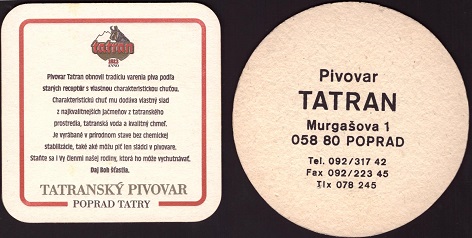 tatran
1813
ANNO
Pivovar Tatran obnovil tradíciu varenia piva podľa
starých receptúr s vlastnou charakteristickou chuťou.
Charakteristickú chuť mu dodáva vlastný slad
z najkvalitnejších jačmeňov z tatranského
prostredia, tatranská voda a kvalitný chmeľ.
Je vyrábané v prírodnom stave bez chemickej
stabilizácie, také aké môžu piť len sládci v pivovare.
Staňte sa i Vy členmi našej rodiny, ktorá ho môže vychutnávať.
Daj Boh šťastia.
TATRANSKÝ PIVOVAR
POPRAD TATRY
Pivovar
TATRAN
Murgašova 1
058 80 POPRAD
Tel. 092/317 42
Fax 092/223 45
Tlx 078 245